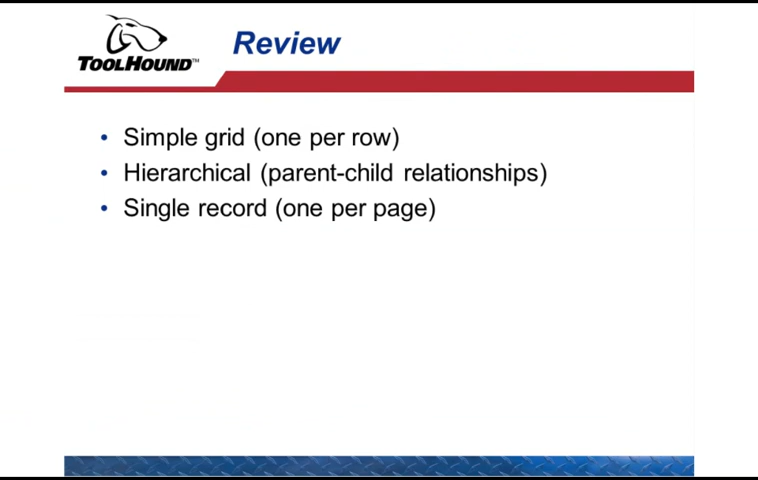 Review
TOOLHOUND™
• Simple grid (one per row)
• Hierarchical (parent-child relationships)
• Single record (one per page)